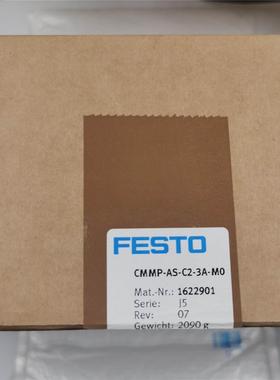 FESTO
CMMP-AS-C2-3A-M0
Mat.-Nr.: 1622901
Serie: J5
Rev: 07
Gewicht: 2090 g